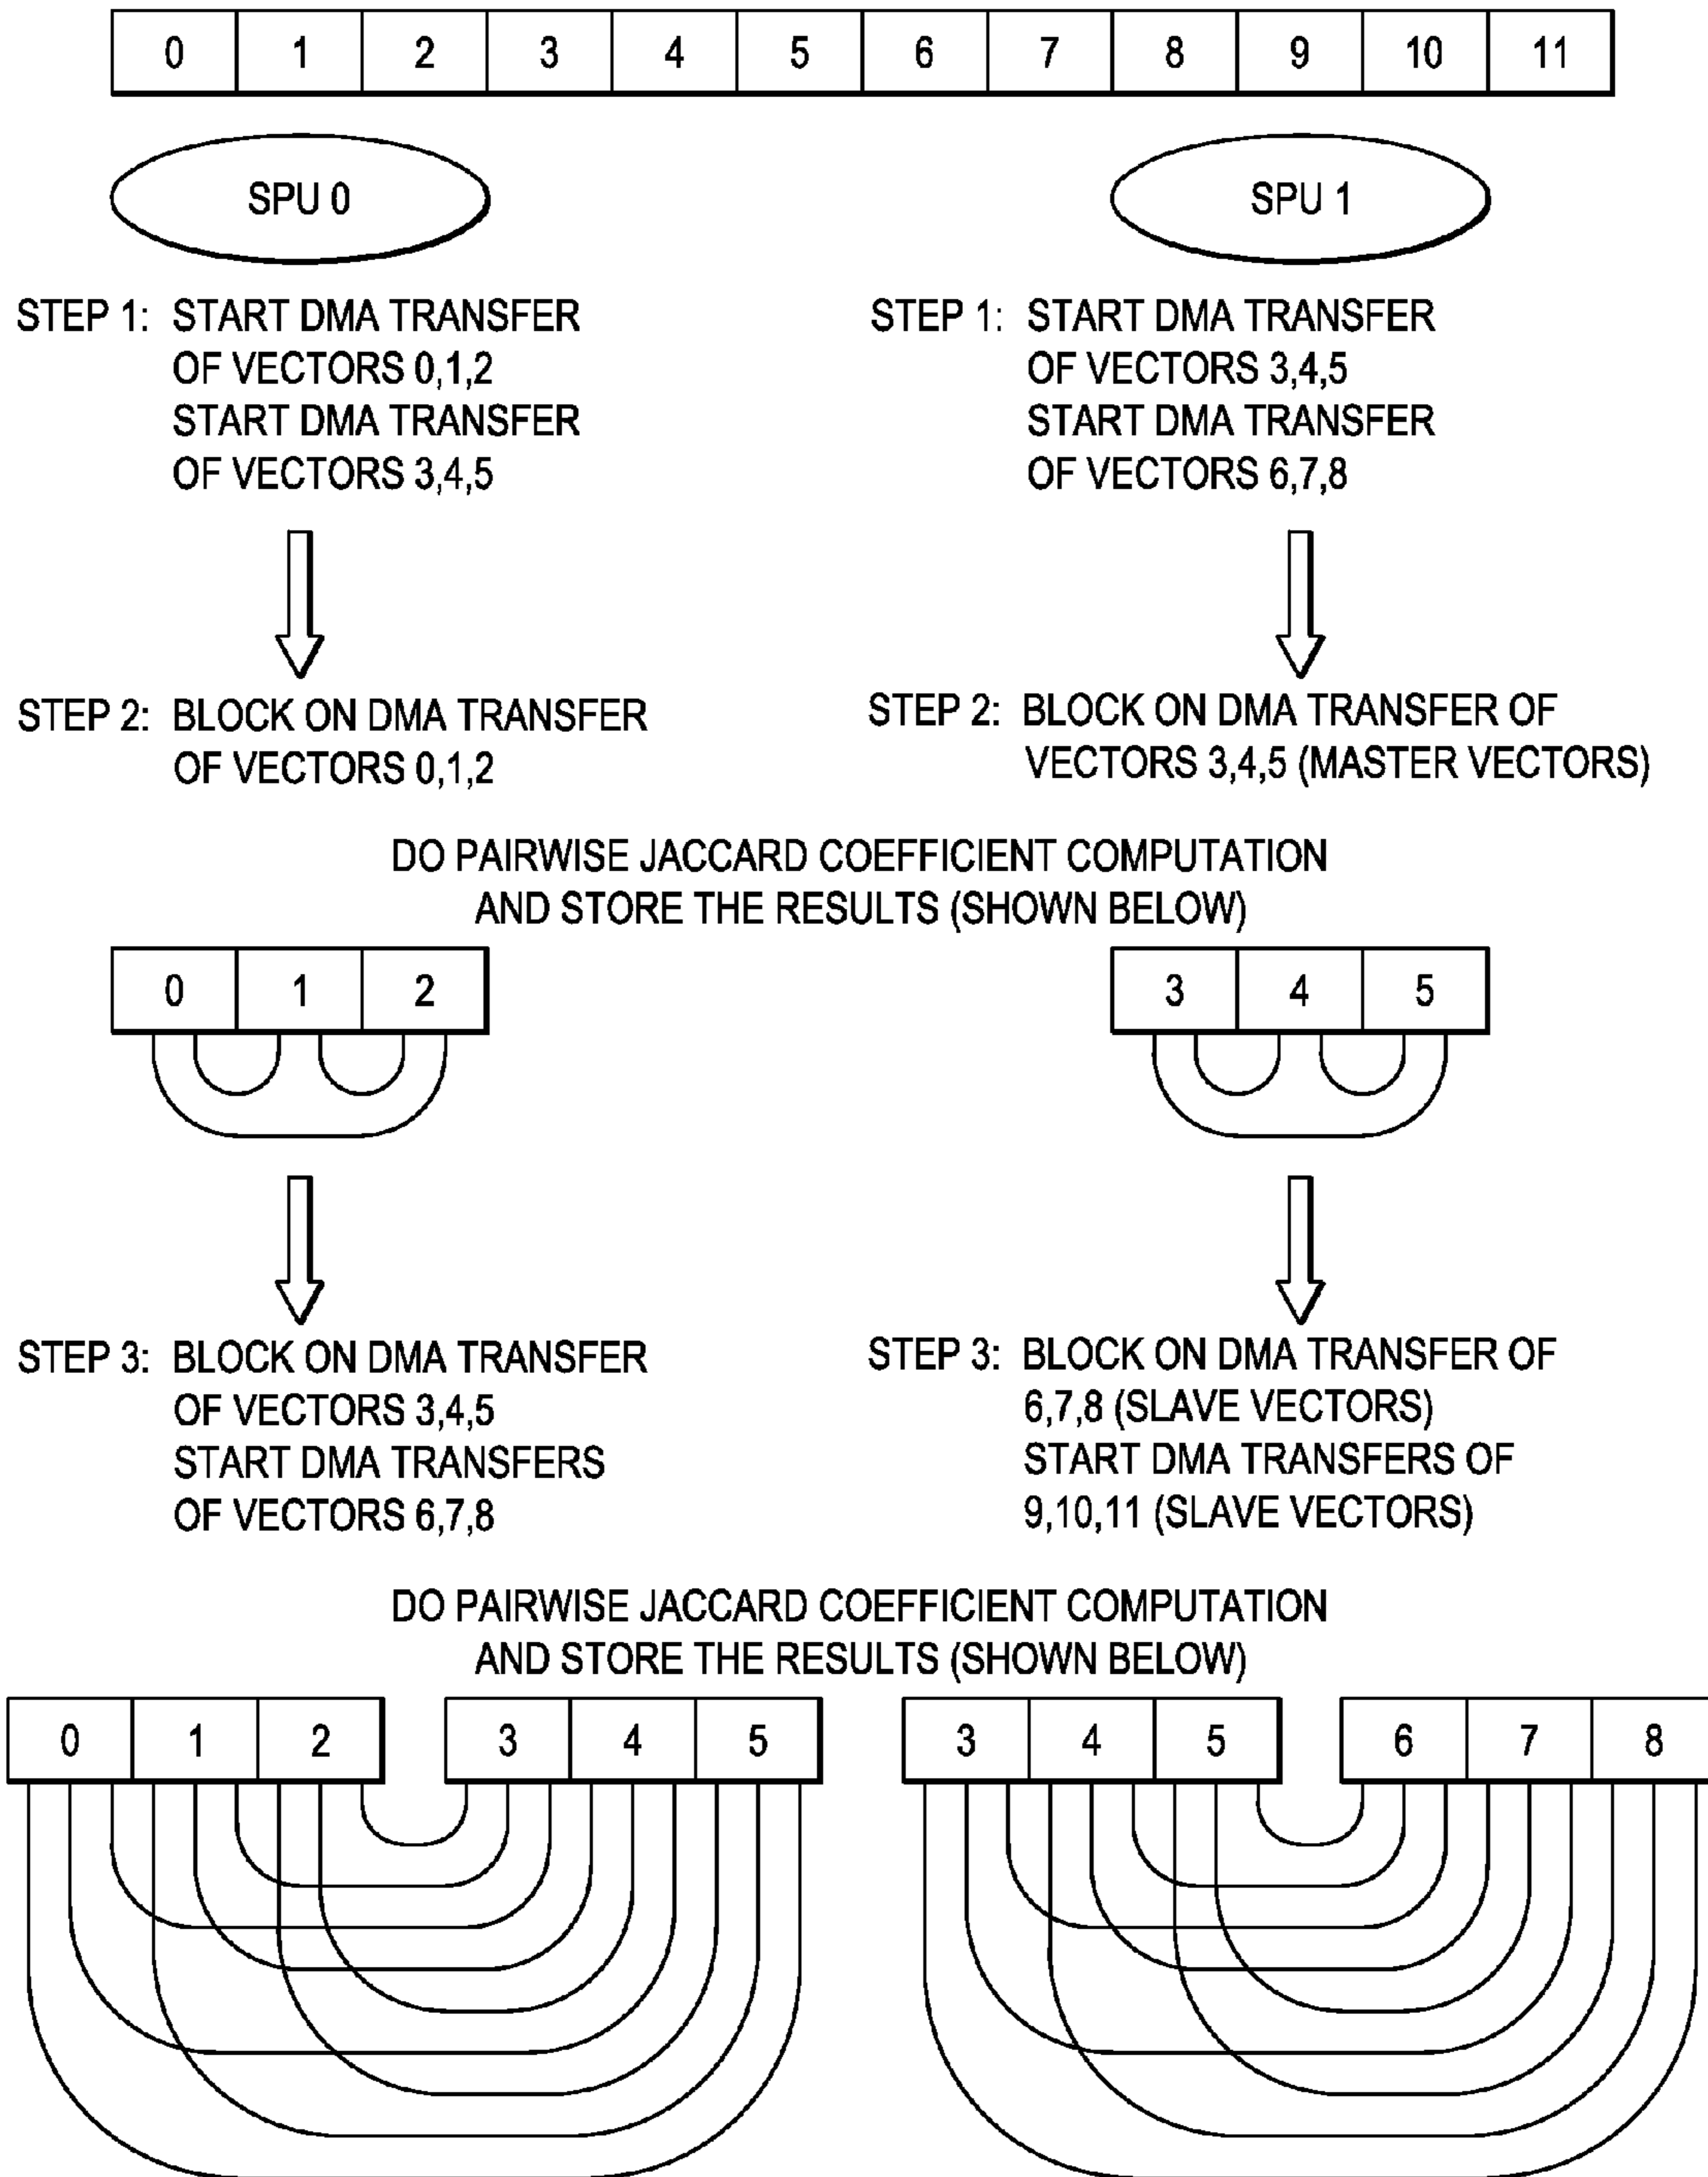 0 1 2 3 4 5 6 7 8 9 10 11
SPU 0
SPU 1
STEP 1: START DMA TRANSFER
OF VECTORS 0,1,2
START DMA TRANSFER
OF VECTORS 3,4,5
STEP 1: START DMA TRANSFER
OF VECTORS 3,4,5
START DMA TRANSFER
OF VECTORS 6,7,8
STEP 2: BLOCK ON DMA TRANSFER
OF VECTORS 0,1,2
STEP 2: BLOCK ON DMA TRANSFER OF
VECTORS 3,4,5 (MASTER VECTORS)
DO PAIRWISE JACCARD COEFFICIENT COMPUTATION
AND STORE THE RESULTS (SHOWN BELOW)
0 1 2
3 4 5
STEP 3: BLOCK ON DMA TRANSFER
OF VECTORS 3,4,5
START DMA TRANSFERS
OF VECTORS 6,7,8
STEP 3: BLOCK ON DMA TRANSFER OF
6,7,8 (SLAVE VECTORS)
START DMA TRANSFERS OF
9,10,11 (SLAVE VECTORS)
DO PAIRWISE JACCARD COEFFICIENT COMPUTATION
AND STORE THE RESULTS (SHOWN BELOW)
0 1 2 3 4 5
3 4 5 6 7 8